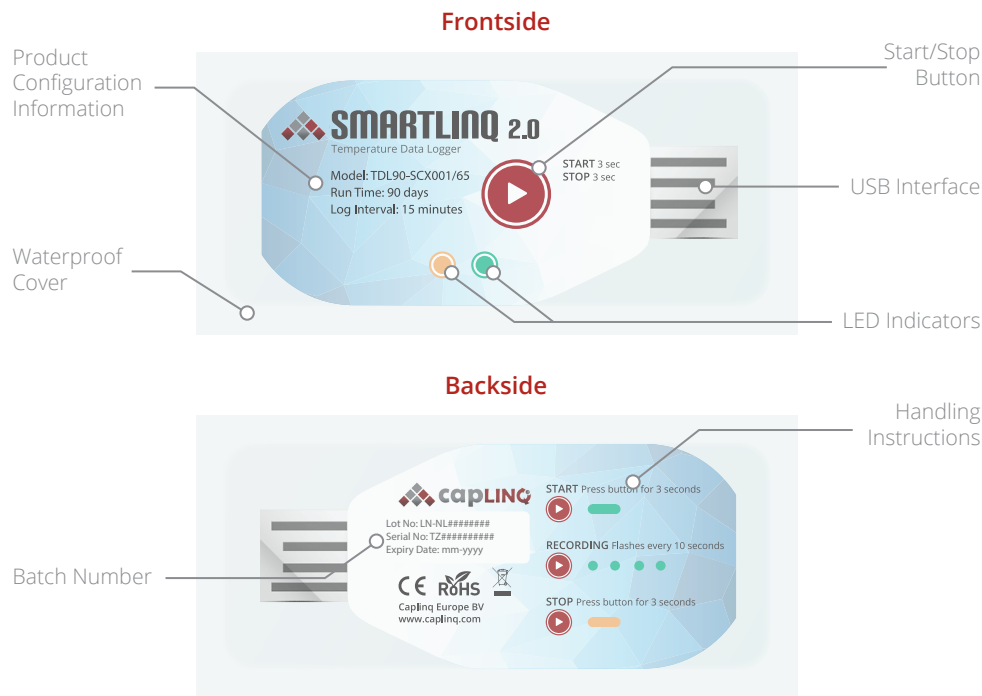 Frontside
Product
Configuration
Information
Start/Stop
Button
SMARTLINQ 2.0
Temperature Data Logger
Model: TDL90-SCX001/65
Run Time: 90 days
Log Interval: 15 minutes
START 3 sec
STOP 3 sec
USB Interface
Waterproof
Cover
LED Indicators
Backside
Handling
Instructions
capLINQ
Lot No: LN-NL########
Serial No: TZ##########
Expiry Date: mm-yyyy
CE RoHS
Caplinq Europe BV
www.caplinq.com
START Press button for 3 seconds
RECORDING Flashes every 10 seconds
STOP Press button for 3 seconds
Batch Number